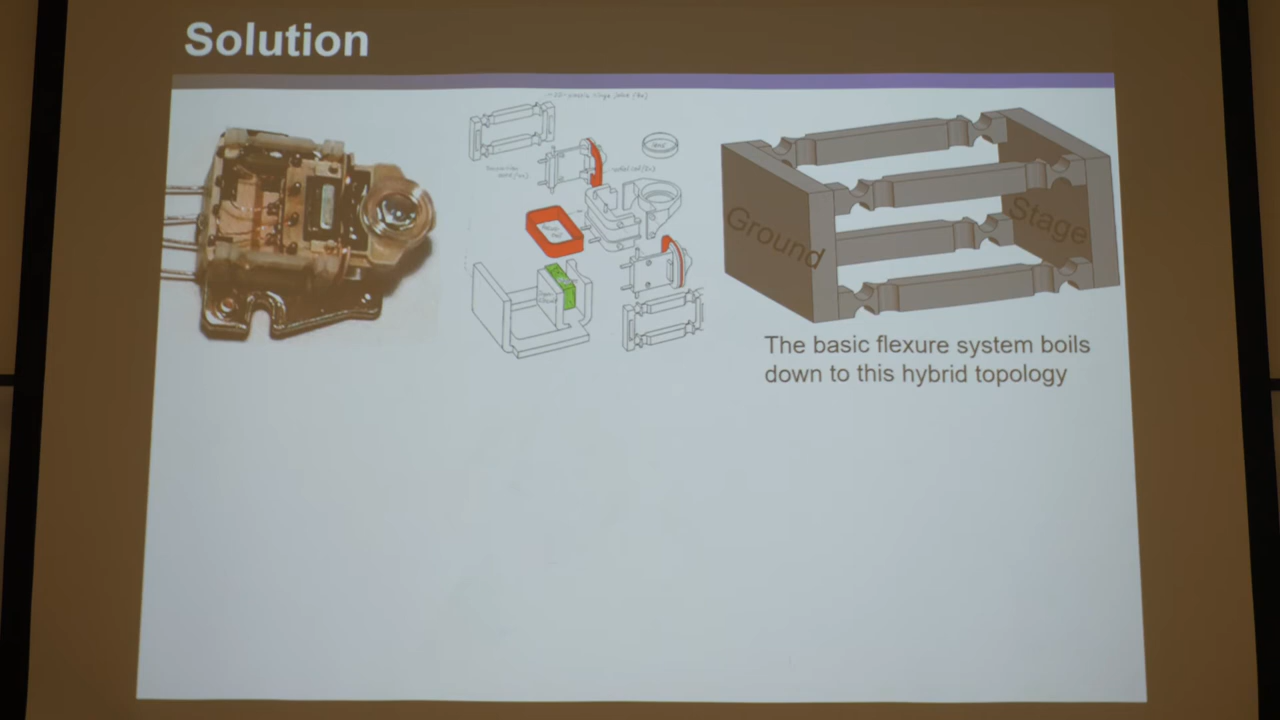 Solution
Ground
Stage
The basic flexure system boils
down to this hybrid topology